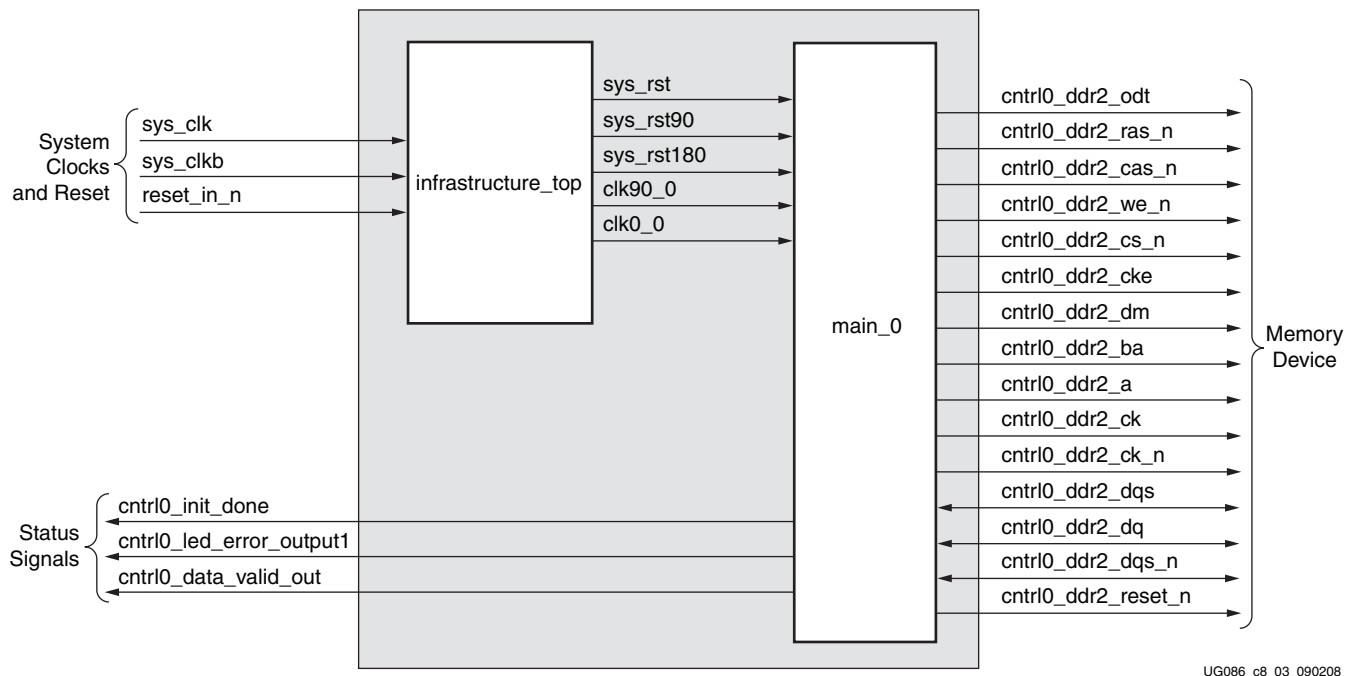 System
Clocks
and Reset
sys_clk
sys_clkb
reset_in_n
infrastructure_top
sys_rst
sys_rst90
sys_rst180
clk90_0
clk0_0
main_0
cntrl0_ddr2_odt
cntrl0_ddr2_ras_n
cntrl0_ddr2_cas_n
cntrl0_ddr2_we_n
cntrl0_ddr2_cs_n
cntrl0_ddr2_cke
cntrl0_ddr2_dm
cntrl0_ddr2_ba
cntrl0_ddr2_a
cntrl0_ddr2_ck
cntrl0_ddr2_ck_n
cntrl0_ddr2_dqs
cntrl0_ddr2_dq
cntrl0_ddr2_dqs_n
cntrl0_ddr2_reset_n
Memory
Device
Status
Signals
cntrl0_init_done
cntrl0_led_error_output1
cntrl0_data_valid_out
UG086_c8_03_090208